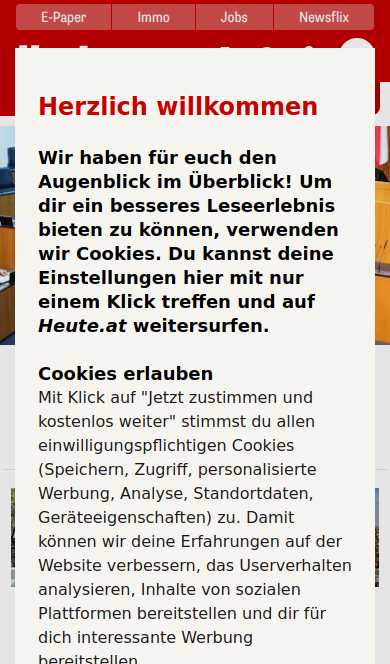 E-Paper
Immo
Jobs
Newsflix
Herzlich willkommen
Wir haben für euch den
Augenblick im Überblick! Um
dir ein besseres Leseerlebnis
bieten zu können, verwenden
wir Cookies. Du kannst deine
Einstellungen hier mit nur
einem Klick treffen und auf
Heute.at weitersurfen.
Cookies erlauben
Mit Klick auf "Jetzt zustimmen und
kostenlos weiter" stimmst du allen
einwilligungspflichtigen Cookies
(Speichern, Zugriff, personalisierte
Werbung, Analyse, Standortdaten,
Geräteeigenschaften) zu. Damit
können wir deine Erfahrungen auf der
Website verbessern, das Userverhalten
analysieren, Inhalte von sozialen
Plattformen bereitstellen und dir für
dich interessante Werbung
bereitstellen